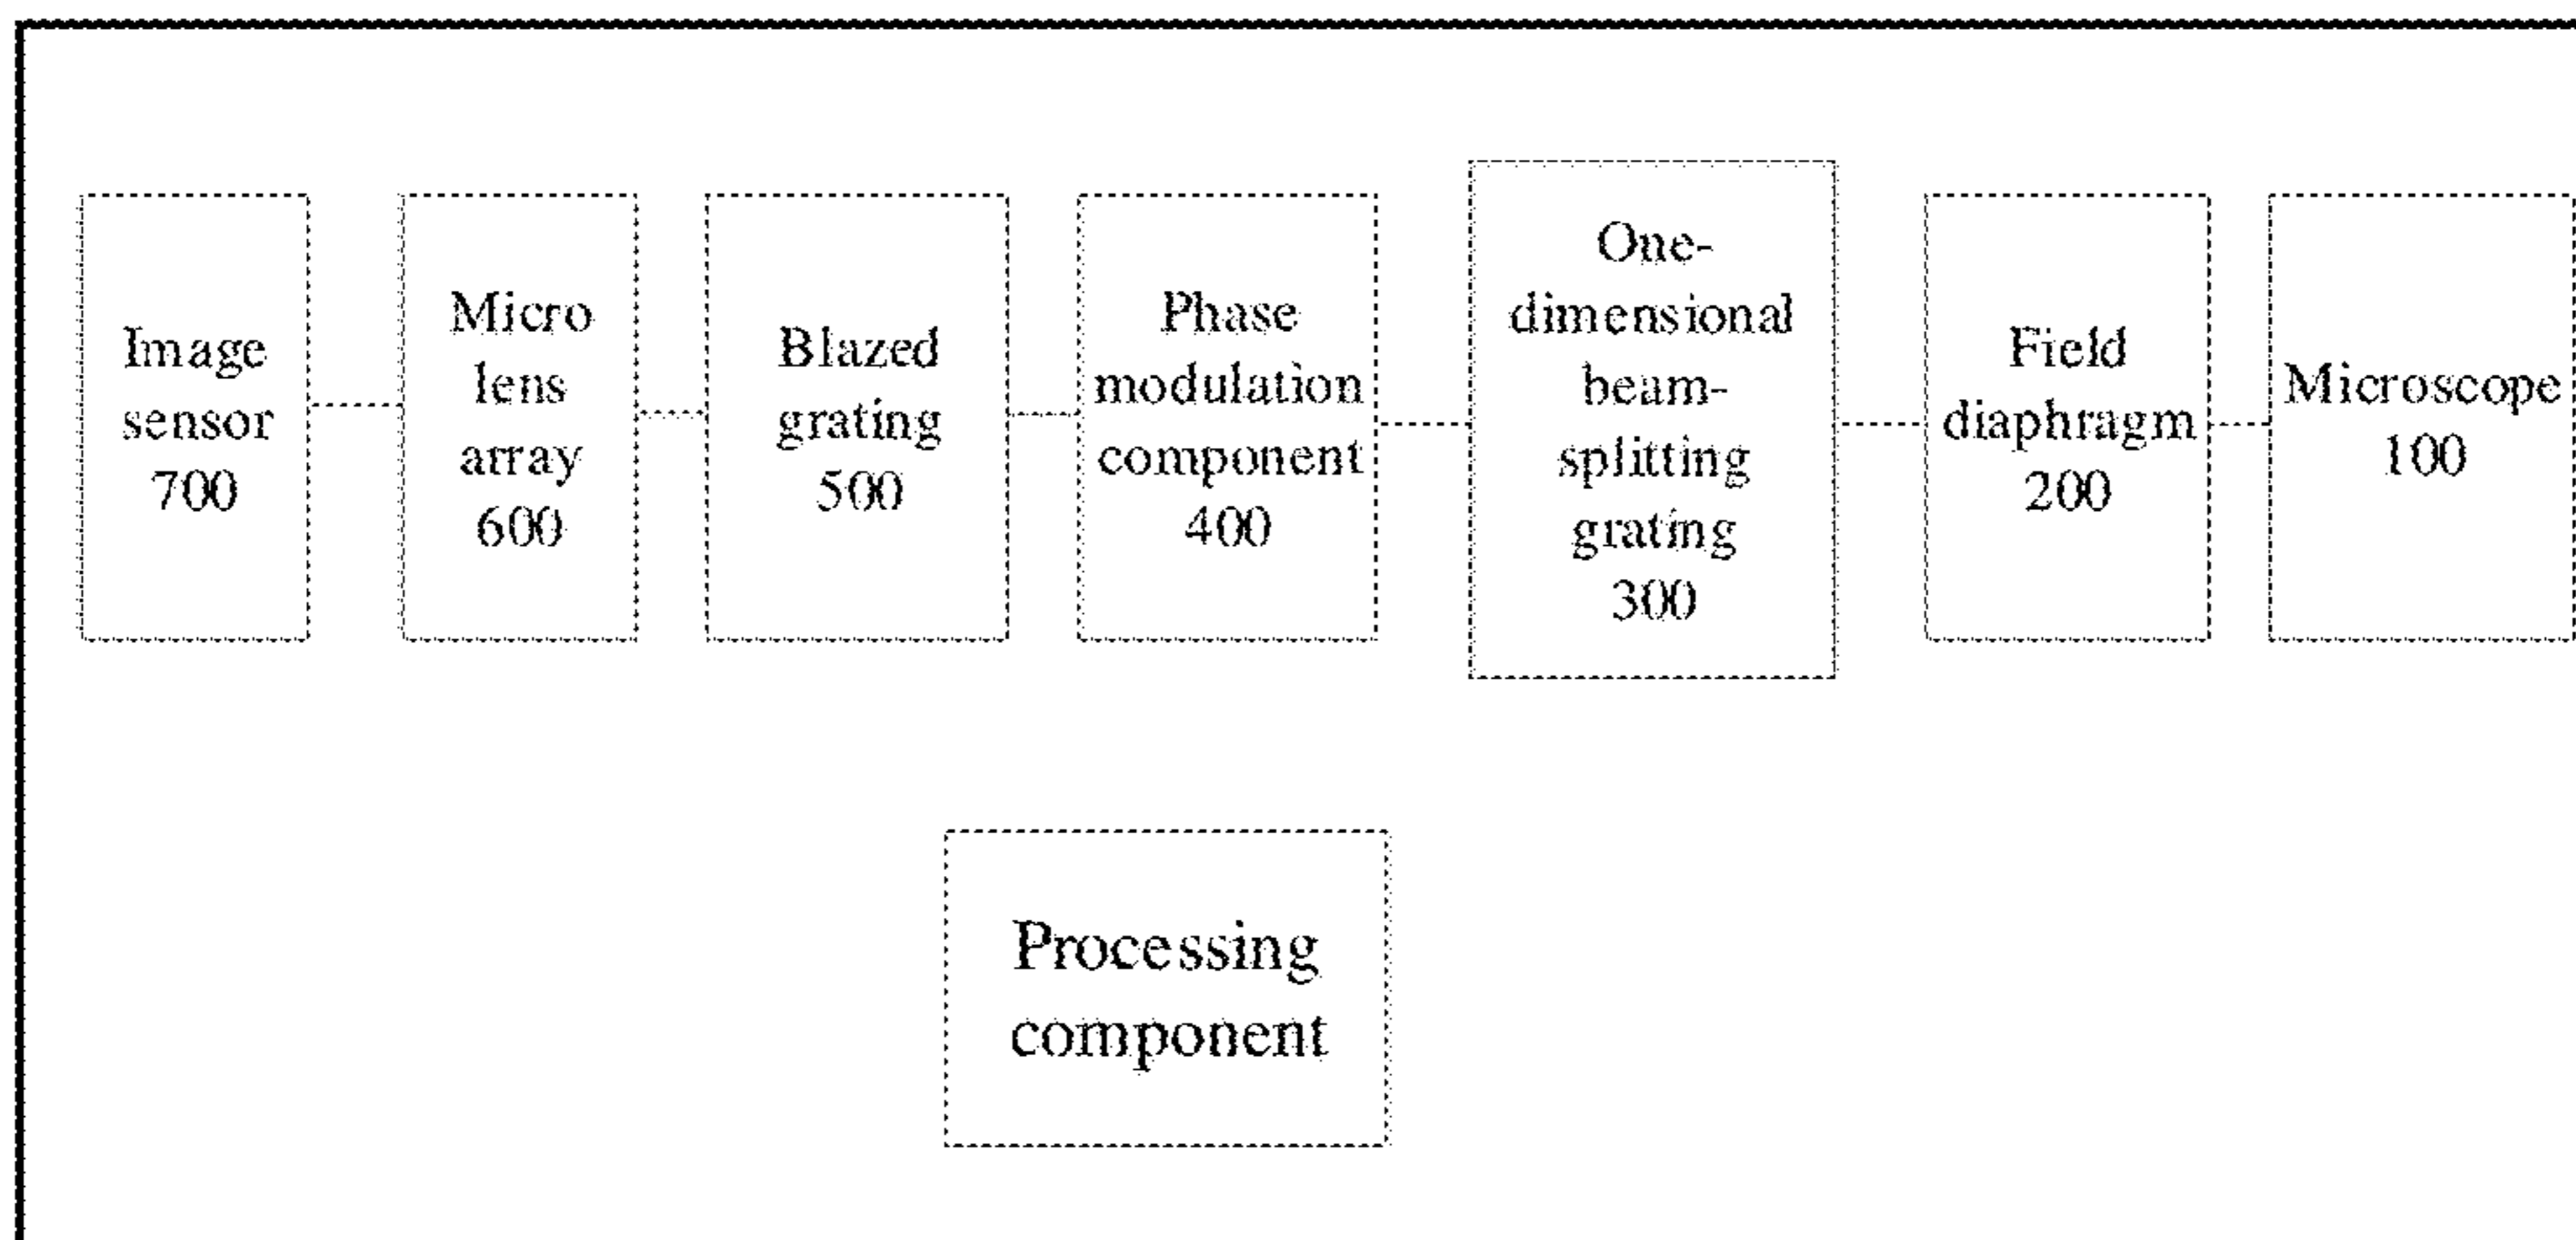 Image
sensor
700
Micro
lens
array
600
Blazed
grating
500
Phase
modulation
component
400
One-
dimensional
beam-
splitting
grating
300
Field
diaphragm
200
Microscope
100
Processing
component